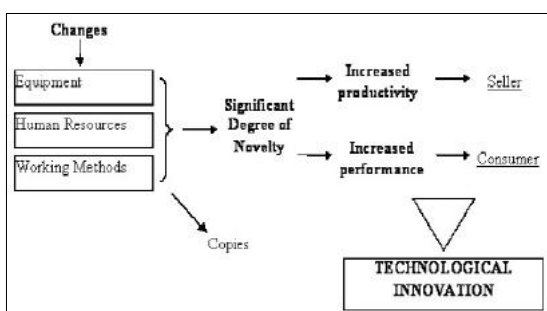 Changes
Equipment
Human Resources
Working Methods
Copies
Significant
Degree of
Novelty
Increased
productivity
Seller
Increased
performance
Consumer
TECHNOLOGICAL
INNOVATION